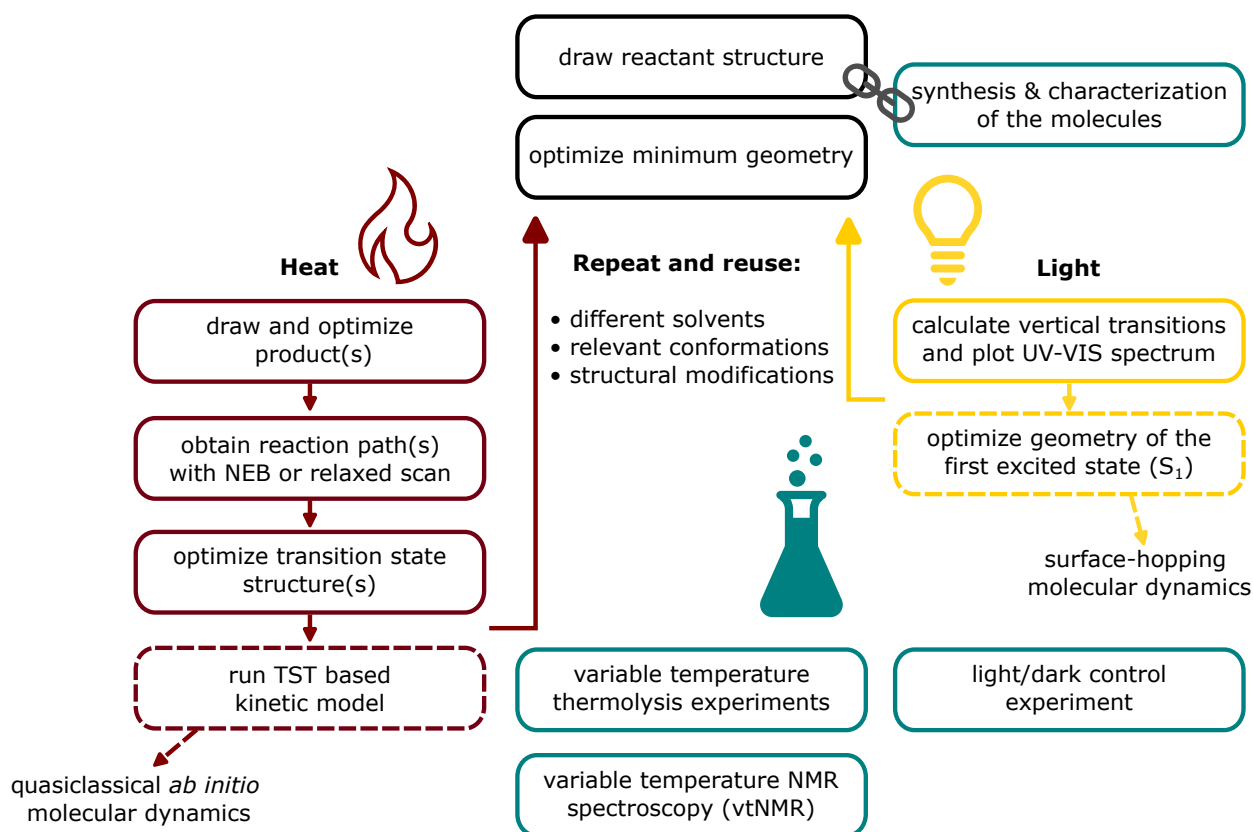 draw reactant structure
synthesis & characterization
of the molecules
optimize minimum geometry
Heat
draw and optimize
product(s)
obtain reaction path(s)
with NEB or relaxed scan
optimize transition state
structure(s)
run TST based
kinetic model
quasiclassical ab initio
molecular dynamics
Repeat and reuse:
• different solvents
• relevant conformations
• structural modifications
variable temperature
thermolysis experiments
variable temperature NMR
spectroscopy (vtNMR)
Light
calculate vertical transitions
and plot UV-VIS spectrum
optimize geometry of the
first excited state (S₁)
surface-hopping
molecular dynamics
light/dark control
experiment